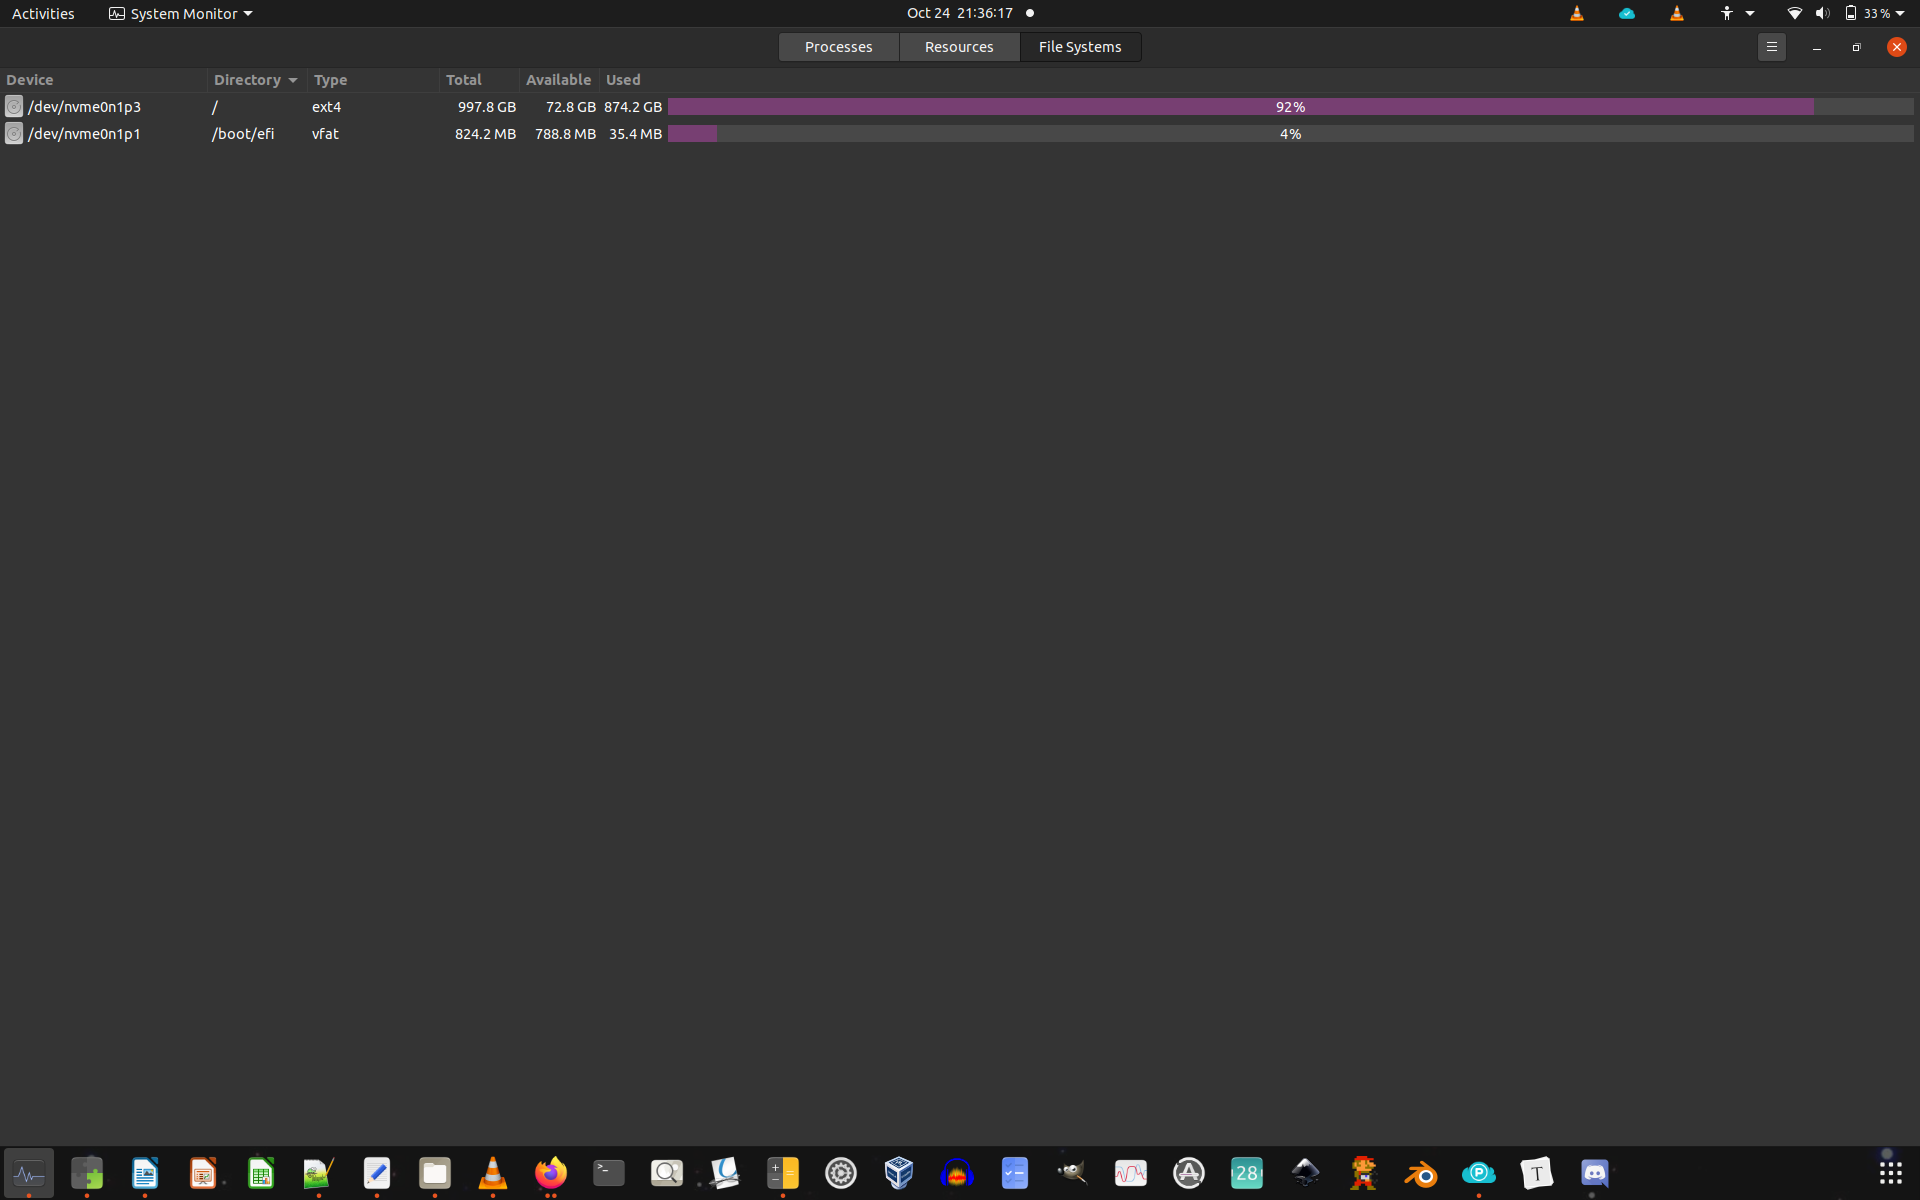 Activities System Monitor Oct 24 21:36:17 33 %
Processes Resources File Systems
Device Directory Type Total Available Used
/dev/nvme0n1p3 / ext4 997.8 GB 72.8 GB 874.2 GB 92%
/dev/nvme0n1p1 /boot/efi vfat 824.2 MB 788.8 MB 35.4 MB 4%
>_ 28 P T